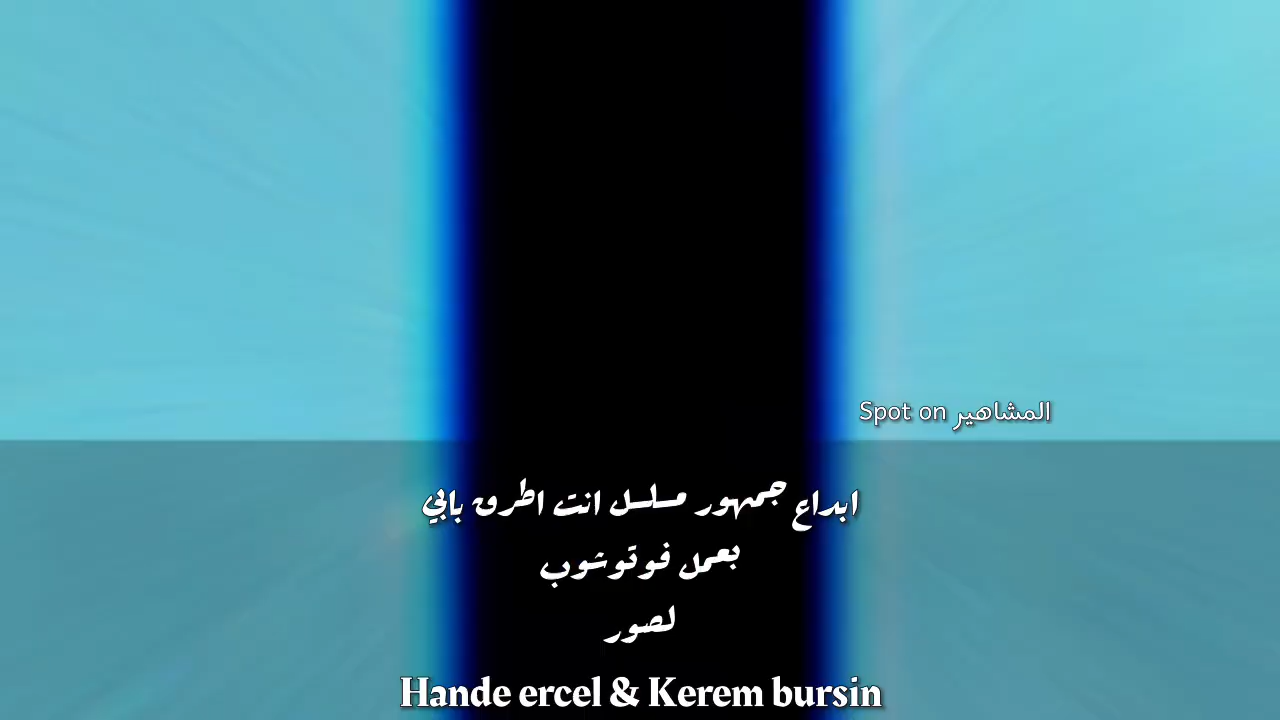 Spot on المشاهير
ابداع جمهور مسلسل انت اطرق بابي
بعمل فوتوشوب
لصور
Hande ercel & Kerem bursin